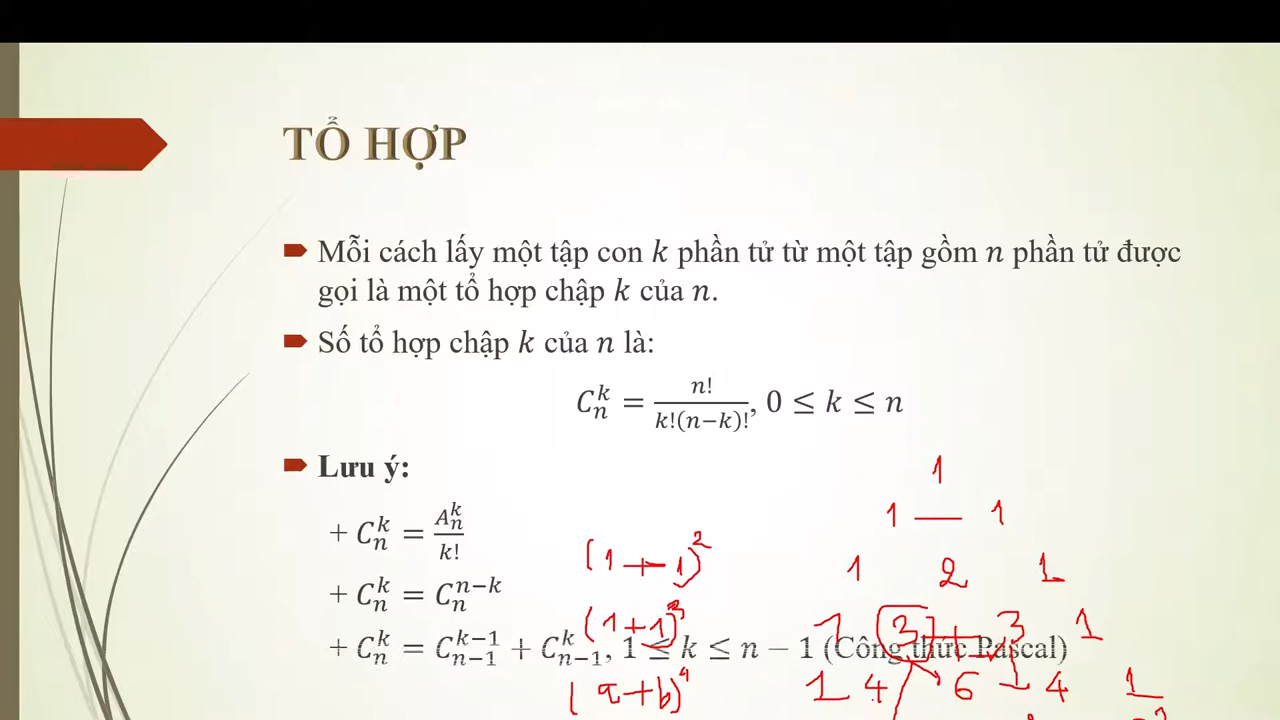 TỔ HỢP
Mỗi cách lấy một tập con k phần tử từ một tập gồm n phần tử được
gọi là một tổ hợp chập k của n.
Số tổ hợp chập k của n là:
C_n^k = n!/(k!(n−k)!), 0 ≤ k ≤ n
Lưu ý:
+ C_n^k = A_n^k/k!
+ C_n^k = C_n^{n−k}
+ C_n^k = C_{n−1}^{k−1} + C_{n−1}^k, 1 ≤ k ≤ n − 1 (Công thức Pascal)
(1+1)^2
(1+1)^3
(a+b)^4
1
1 1
1 2 1
1 3 + 3 1
1 4 6 4 1